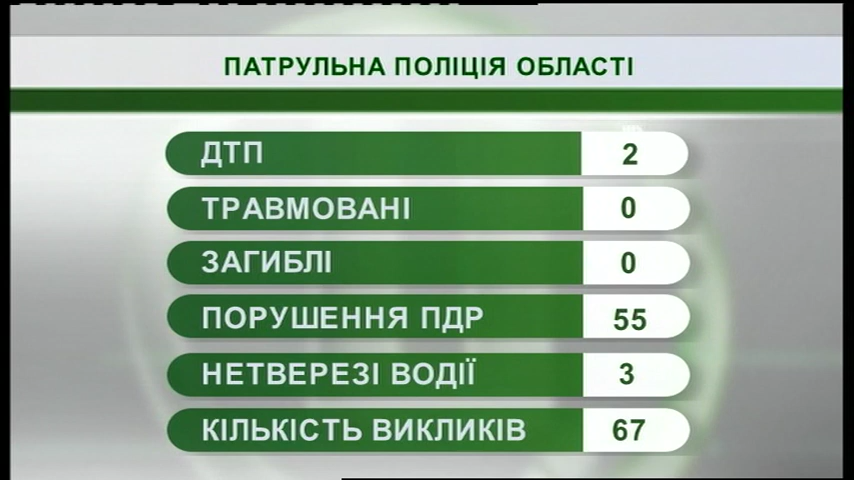 ПАТРУЛЬНА ПОЛІЦІЯ ОБЛАСТІ
ДТП 2
ТРАВМОВАНІ 0
ЗАГИБЛІ 0
ПОРУШЕННЯ ПДР 55
НЕТВЕРЕЗІ ВОДІЇ 3
КІЛЬКІСТЬ ВИКЛИКІВ 67